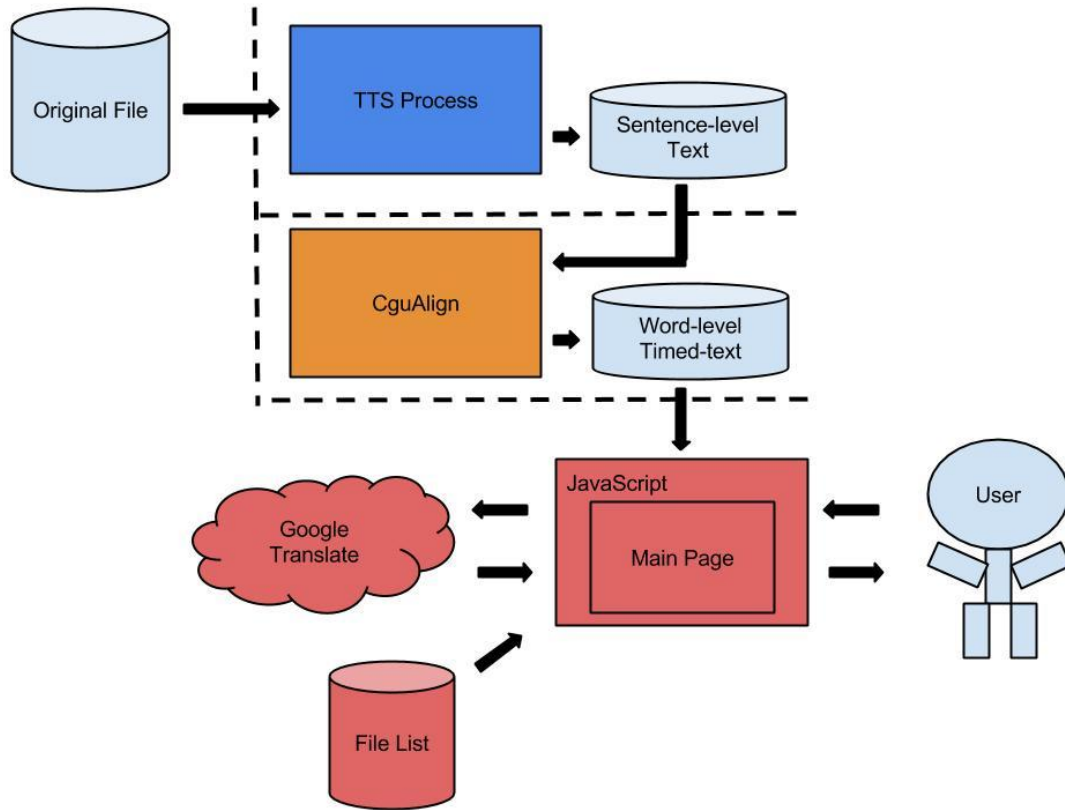 Original File
TTS Process
Sentence-level
Text
CguAlign
Word-level
Timed-text
JavaScript
Main Page
Google
Translate
User
File List